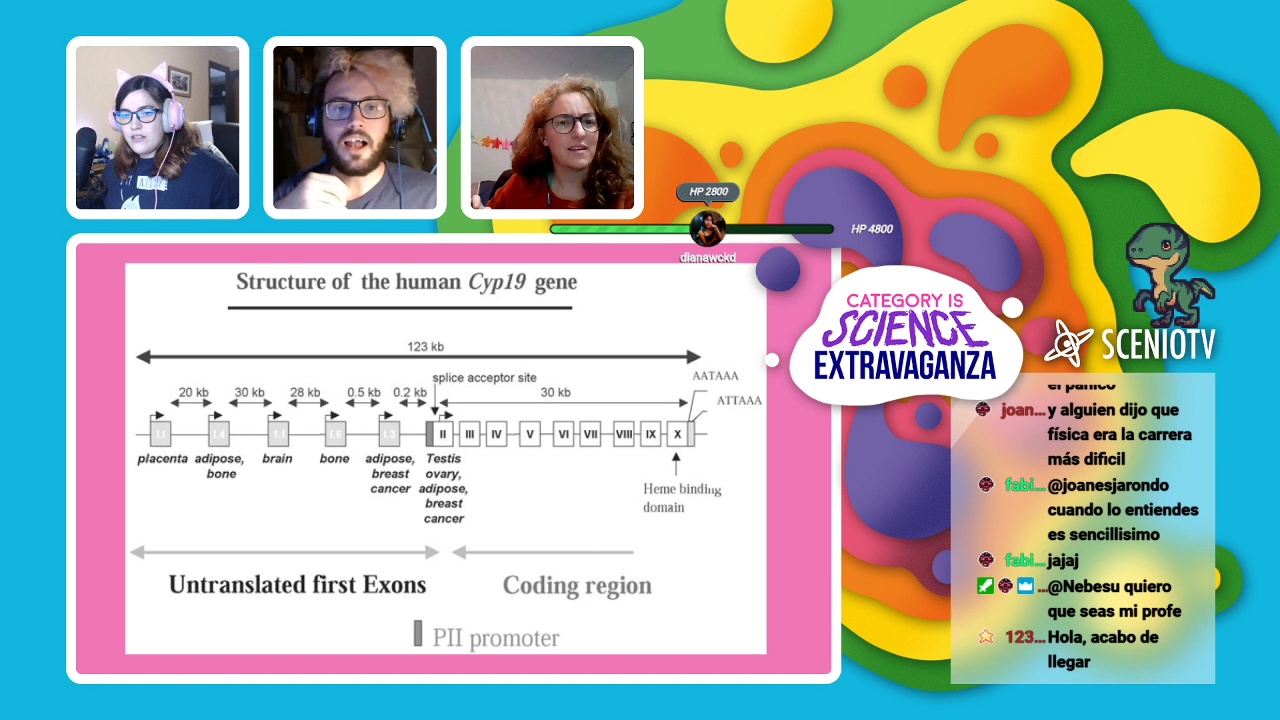 HP 2800
HP 4800
dianawckd
Structure of the human Cyp19 gene
123 kb
splice acceptor site
AATAAA
ATTAAA
20 kb
30 kb
28 kb
0.5 kb
0.2 kb
30 kb
I.1
I.4
I.f
I.6
I.3
II
III
IV
V
VI
VII
VIII
IX
X
placenta
adipose,
bone
brain
bone
adipose,
breast
cancer
Testis
ovary,
adipose,
breast
cancer
Heme binding
domain
Untranslated first Exons
Coding region
PII promoter
CATEGORY IS
SCIENCE
EXTRAVAGANZA
SCENIOTV
el pánico
joan... y alguien dijo que
física era la carrera
más dificil
fabi... @joanesjarondo
cuando lo entiendes
es sencillisimo
fabi... jajaj
... @Nebesu quiero
que seas mi profe
123... Hola, acabo de
llegar